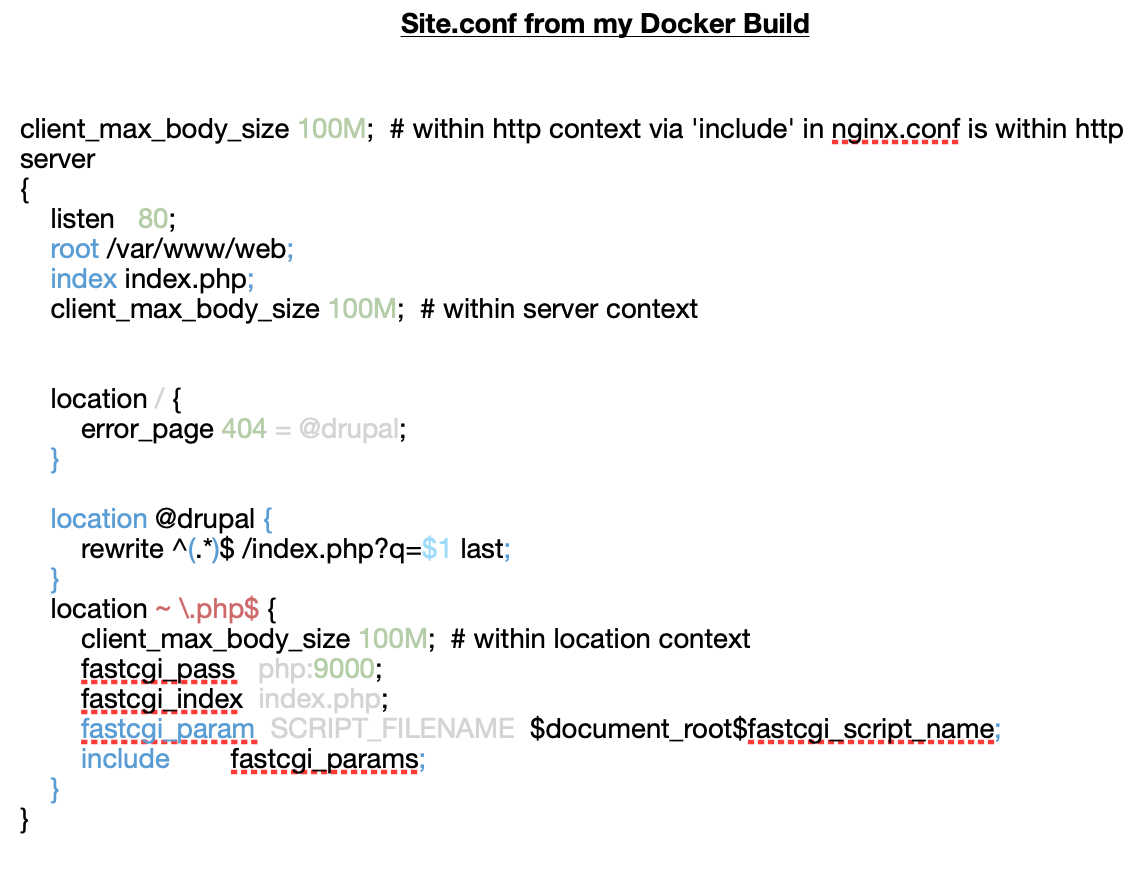 Site.conf from my Docker Build
client_max_body_size 100M;  # within http context via 'include' in nginx.conf is within http
server
{
    listen   80;
    root /var/www/web;
    index index.php;
    client_max_body_size 100M;  # within server context
    location / {
        error_page 404 = @drupal;
    }
    location @drupal {
        rewrite ^(.*)$ /index.php?q=$1 last;
    }
    location ~ \.php$ {
        client_max_body_size 100M;  # within location context
        fastcgi_pass   php:9000;
        fastcgi_index  index.php;
        fastcgi_param  SCRIPT_FILENAME  $document_root$fastcgi_script_name;
        include        fastcgi_params;
    }
}